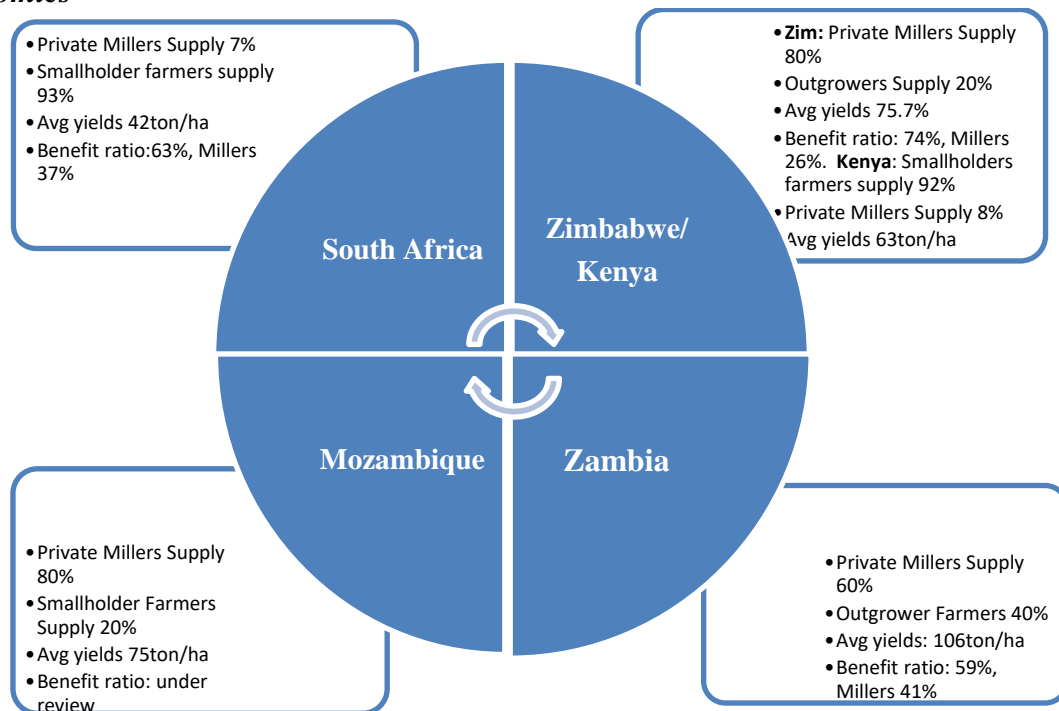 •Private Millers Supply 7%
•Smallholder farmers supply
93%
•Avg yields 42ton/ha
•Benefit ratio:63%, Millers
37%
•Zim: Private Millers Supply
80%
•Outgrowers Supply 20%
•Avg yields 75.7%
•Benefit ratio: 74%, Millers
26%. Kenya: Smallholders
farmers supply 92%
•Private Millers Supply 8%
Avg yields 63ton/ha
South Africa
Zimbabwe/
Kenya
Mozambique
Zambia
•Private Millers Supply
80%
•Smallholder Farmers
Supply 20%
•Avg yields 75ton/ha
•Benefit ratio: under
review
•Private Millers Supply
60%
•Outgrower Farmers 40%
•Avg yields: 106ton/ha
•Benefit ratio: 59%,
Millers 41%